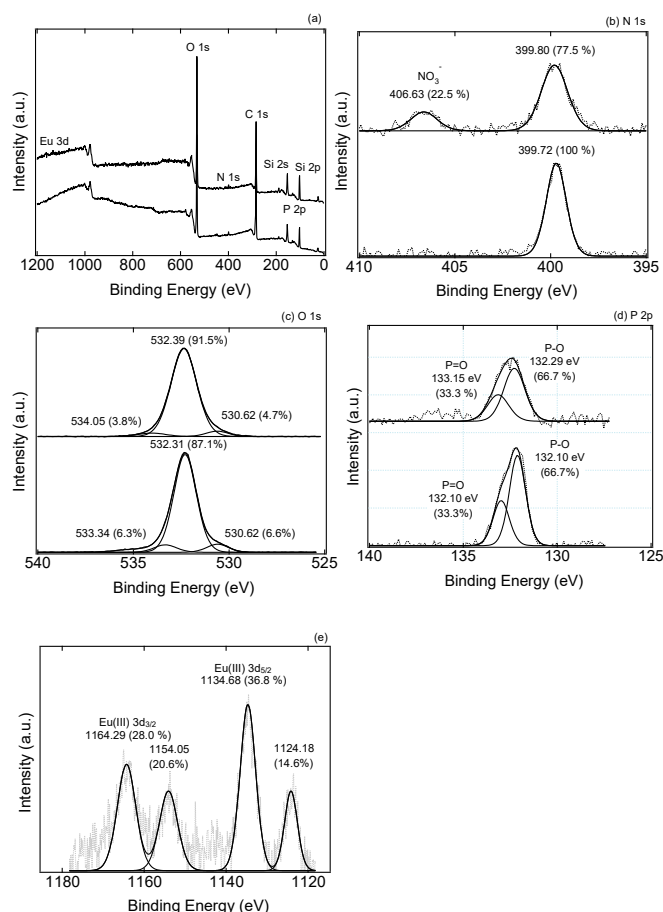 (a)
O 1s
C 1s
Eu 3d
Si 2s
Si 2p
N 1s
P 2p
Intensity (a.u.)
1200
1000
800
600
400
200
0
Binding Energy (eV)
(b) N 1s
399.80 (77.5 %)
NO3-
406.63 (22.5 %)
399.72 (100 %)
Intensity (a.u.)
410
405
400
395
Binding Energy (eV)
(c) O 1s
532.39 (91.5%)
534.05 (3.8%)
530.62 (4.7%)
532.31 (87.1%)
533.34 (6.3%)
530.62 (6.6%)
Intensity (a.u.)
540
535
530
525
Binding Energy (eV)
(d) P 2p
P-O
132.29 eV
(66.7 %)
P=O
133.15 eV
(33.3 %)
P-O
132.10 eV
(66.7%)
P=O
132.10 eV
(33.3%)
Intensity (a.u.)
140
135
130
125
Binding Energy (eV)
(e)
Eu(III) 3d5/2
1134.68 (36.8 %)
Eu(III) 3d3/2
1164.29 (28.0 %)
1154.05
(20.6%)
1124.18
(14.6%)
Intensity (a.u.)
1180
1160
1140
1120
Binding Energy (eV)